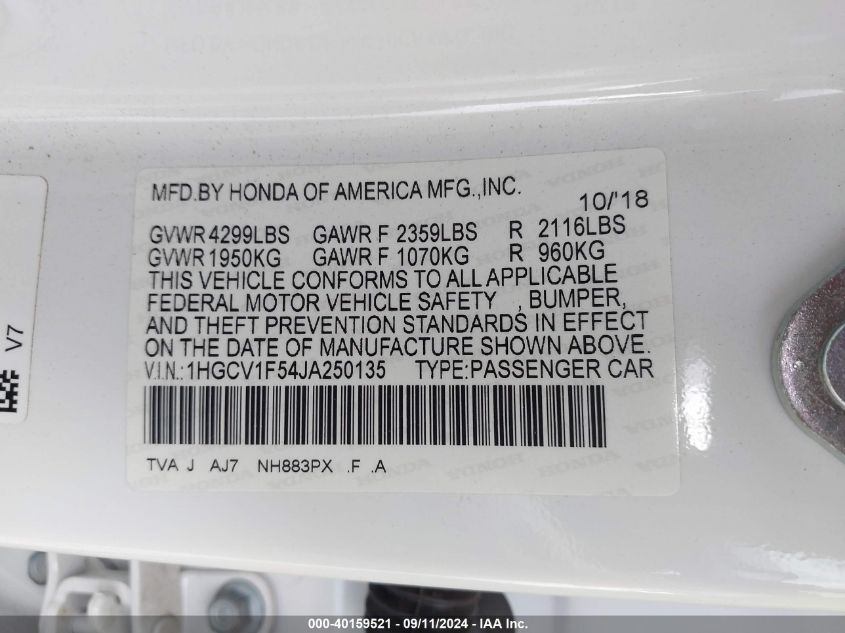 MFD.BY HONDA OF AMERICA MFG.,INC.
10/'18
GVWR 4299LBS GAWR F 2359LBS R 2116LBS
GVWR 1950KG GAWR F 1070KG R 960KG
THIS VEHICLE CONFORMS TO ALL APPLICABLE
FEDERAL MOTOR VEHICLE SAFETY , BUMPER,
AND THEFT PREVENTION STANDARDS IN EFFECT
ON THE DATE OF MANUFACTURE SHOWN ABOVE.
V.I.N.:1HGCV1F54JA250135 TYPE:PASSENGER CAR
TVA J AJ7 NH883PX .F .A
V7
000-40159521 - 09/11/2024 - IAA Inc.